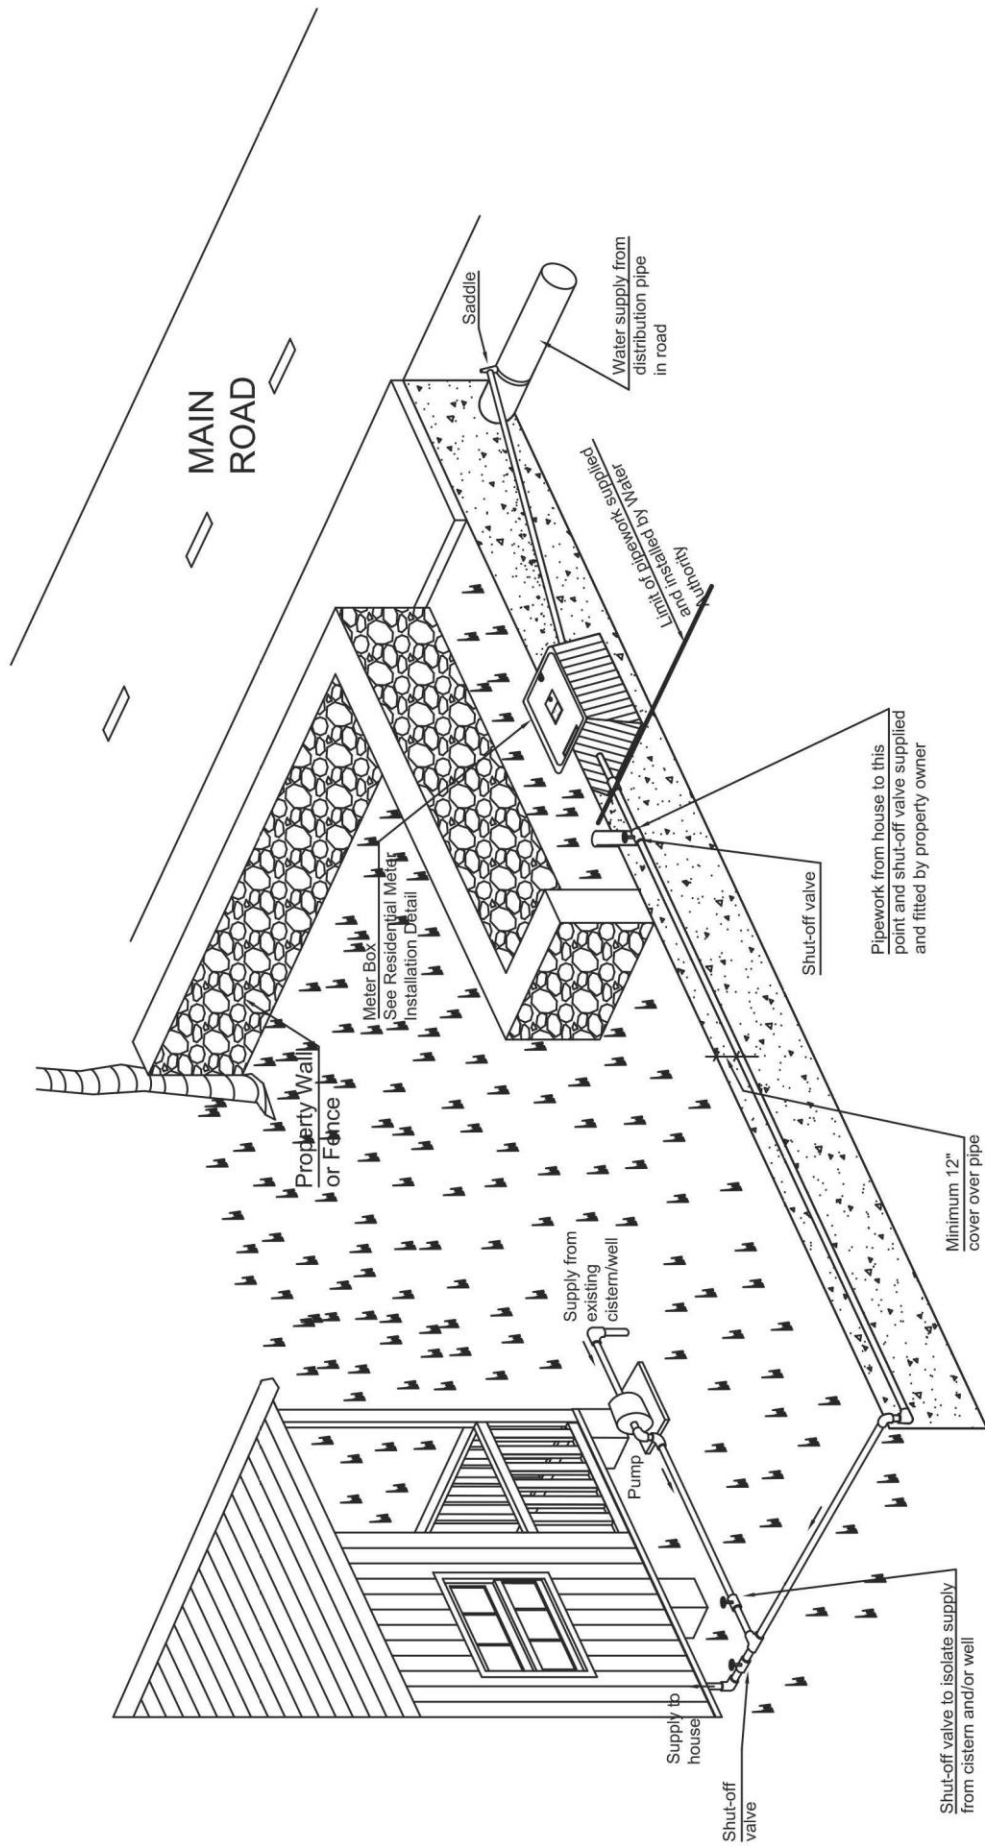 MAIN
ROAD
Saddle
Water supply from
distribution pipe
in road
Limit of pipework supplied
and installed by Water
Authority
Meter Box
See Residential Meter
Installation Detail
Property Wall
or Fence
Shut-off valve
Pipework from house to this
point and shut-off valve supplied
and fitted by property owner
Minimum 12"
cover over pipe
Supply from
existing
cistern/well
Pump
Supply to
house
Shut-off
valve
Shut-off valve to isolate supply
from cistern and/or well